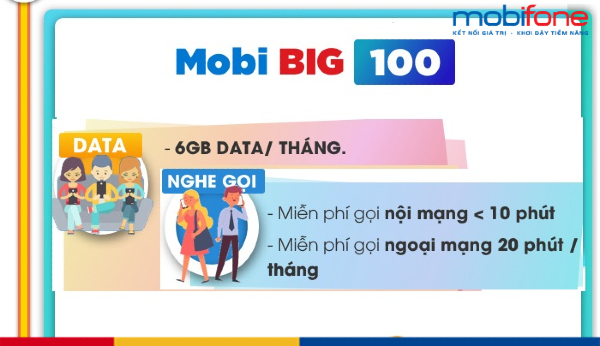 mobifone
KẾT NỐI GIÁ TRỊ - KHƠI DẬY TIỀM NĂNG
Mobi BIG 100
DATA
- 6GB DATA/ THÁNG.
NGHE GỌI
- Miễn phí gọi nội mạng < 10 phút
- Miễn phí gọi ngoại mạng 20 phút /
tháng